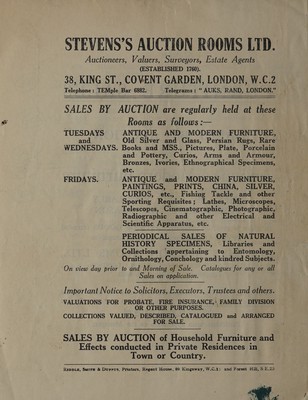 STEVENS'S AUCTION ROOMS LTD.
Auctioneers, Valuers, Surveyors, Estate Agents
(ESTABLISHED 1760).
38, KING ST., COVENT GARDEN, LONDON, W.C.2
Telephone: TEMple Bar 6882. Telegrams: "AUKS, RAND, LONDON."
SALES BY AUCTION are regularly held at these
Rooms as follows:—
TUESDAYS ANTIQUE AND MODERN FURNITURE,
and Old Silver and Glass, Persian Rugs, Rare
WEDNESDAYS. Books and MSS., Pictures, Plate, Porcelain
and Pottery, Curios, Arms and Armour,
Bronzes, Ivories, Ethnographical Specimens,
etc.
FRIDAYS. ANTIQUE and MODERN FURNITURE,
PAINTINGS, PRINTS, CHINA, SILVER,
CURIOS, etc., Fishing Tackle and other
Sporting Requisites; Lathes, Microscopes,
Telescopes, Cinematographic, Photographic,
Radiographic and other Electrical and
Scientific Apparatus, etc.
PERIODICAL SALES OF NATURAL
HISTORY SPECIMENS, Libraries and
Collections appertaining to Entomology,
Ornithology, Conchology and kindred Subjects.
On view day prior to and Morning of Sale. Catalogues for any or all
Sales on application.
Important Notice to Solicitors, Executors, Trustees and others.
VALUATIONS FOR PROBATE, FIRE INSURANCE, FAMILY DIVISION
OR OTHER PURPOSES.
COLLECTIONS VALUED, DESCRIBED, CATALOGUED and ARRANGED
FOR SALE.
SALES BY AUCTION of Household Furniture and
Effects conducted in Private Residences in
Town or Country.
Printers, Regent House, Kingsway, W.C.2; and Forest Hill, S.E.23.